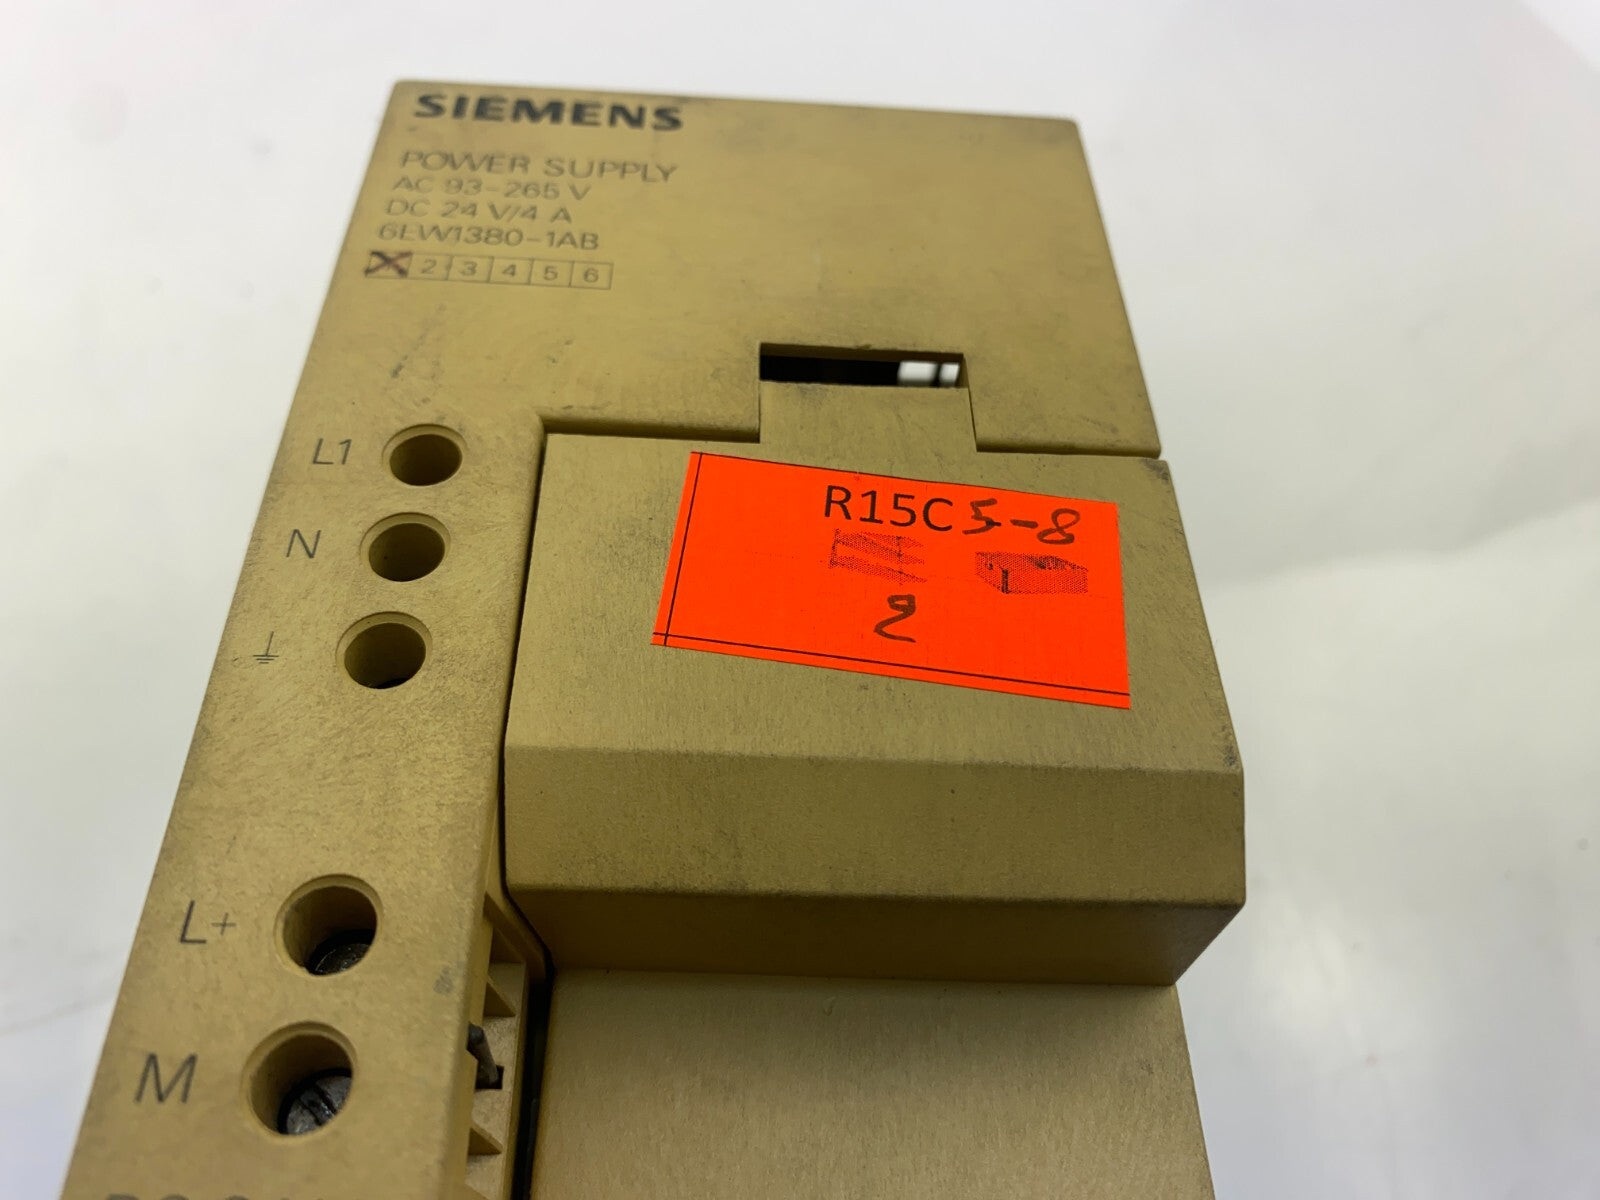 SIEMENS
POWER SUPPLY
AC 93-265 V
DC 24 V/4 A
6EW1380-1AB
2 3 4 5 6
L1
N
R15C 5-8
2
L+
M